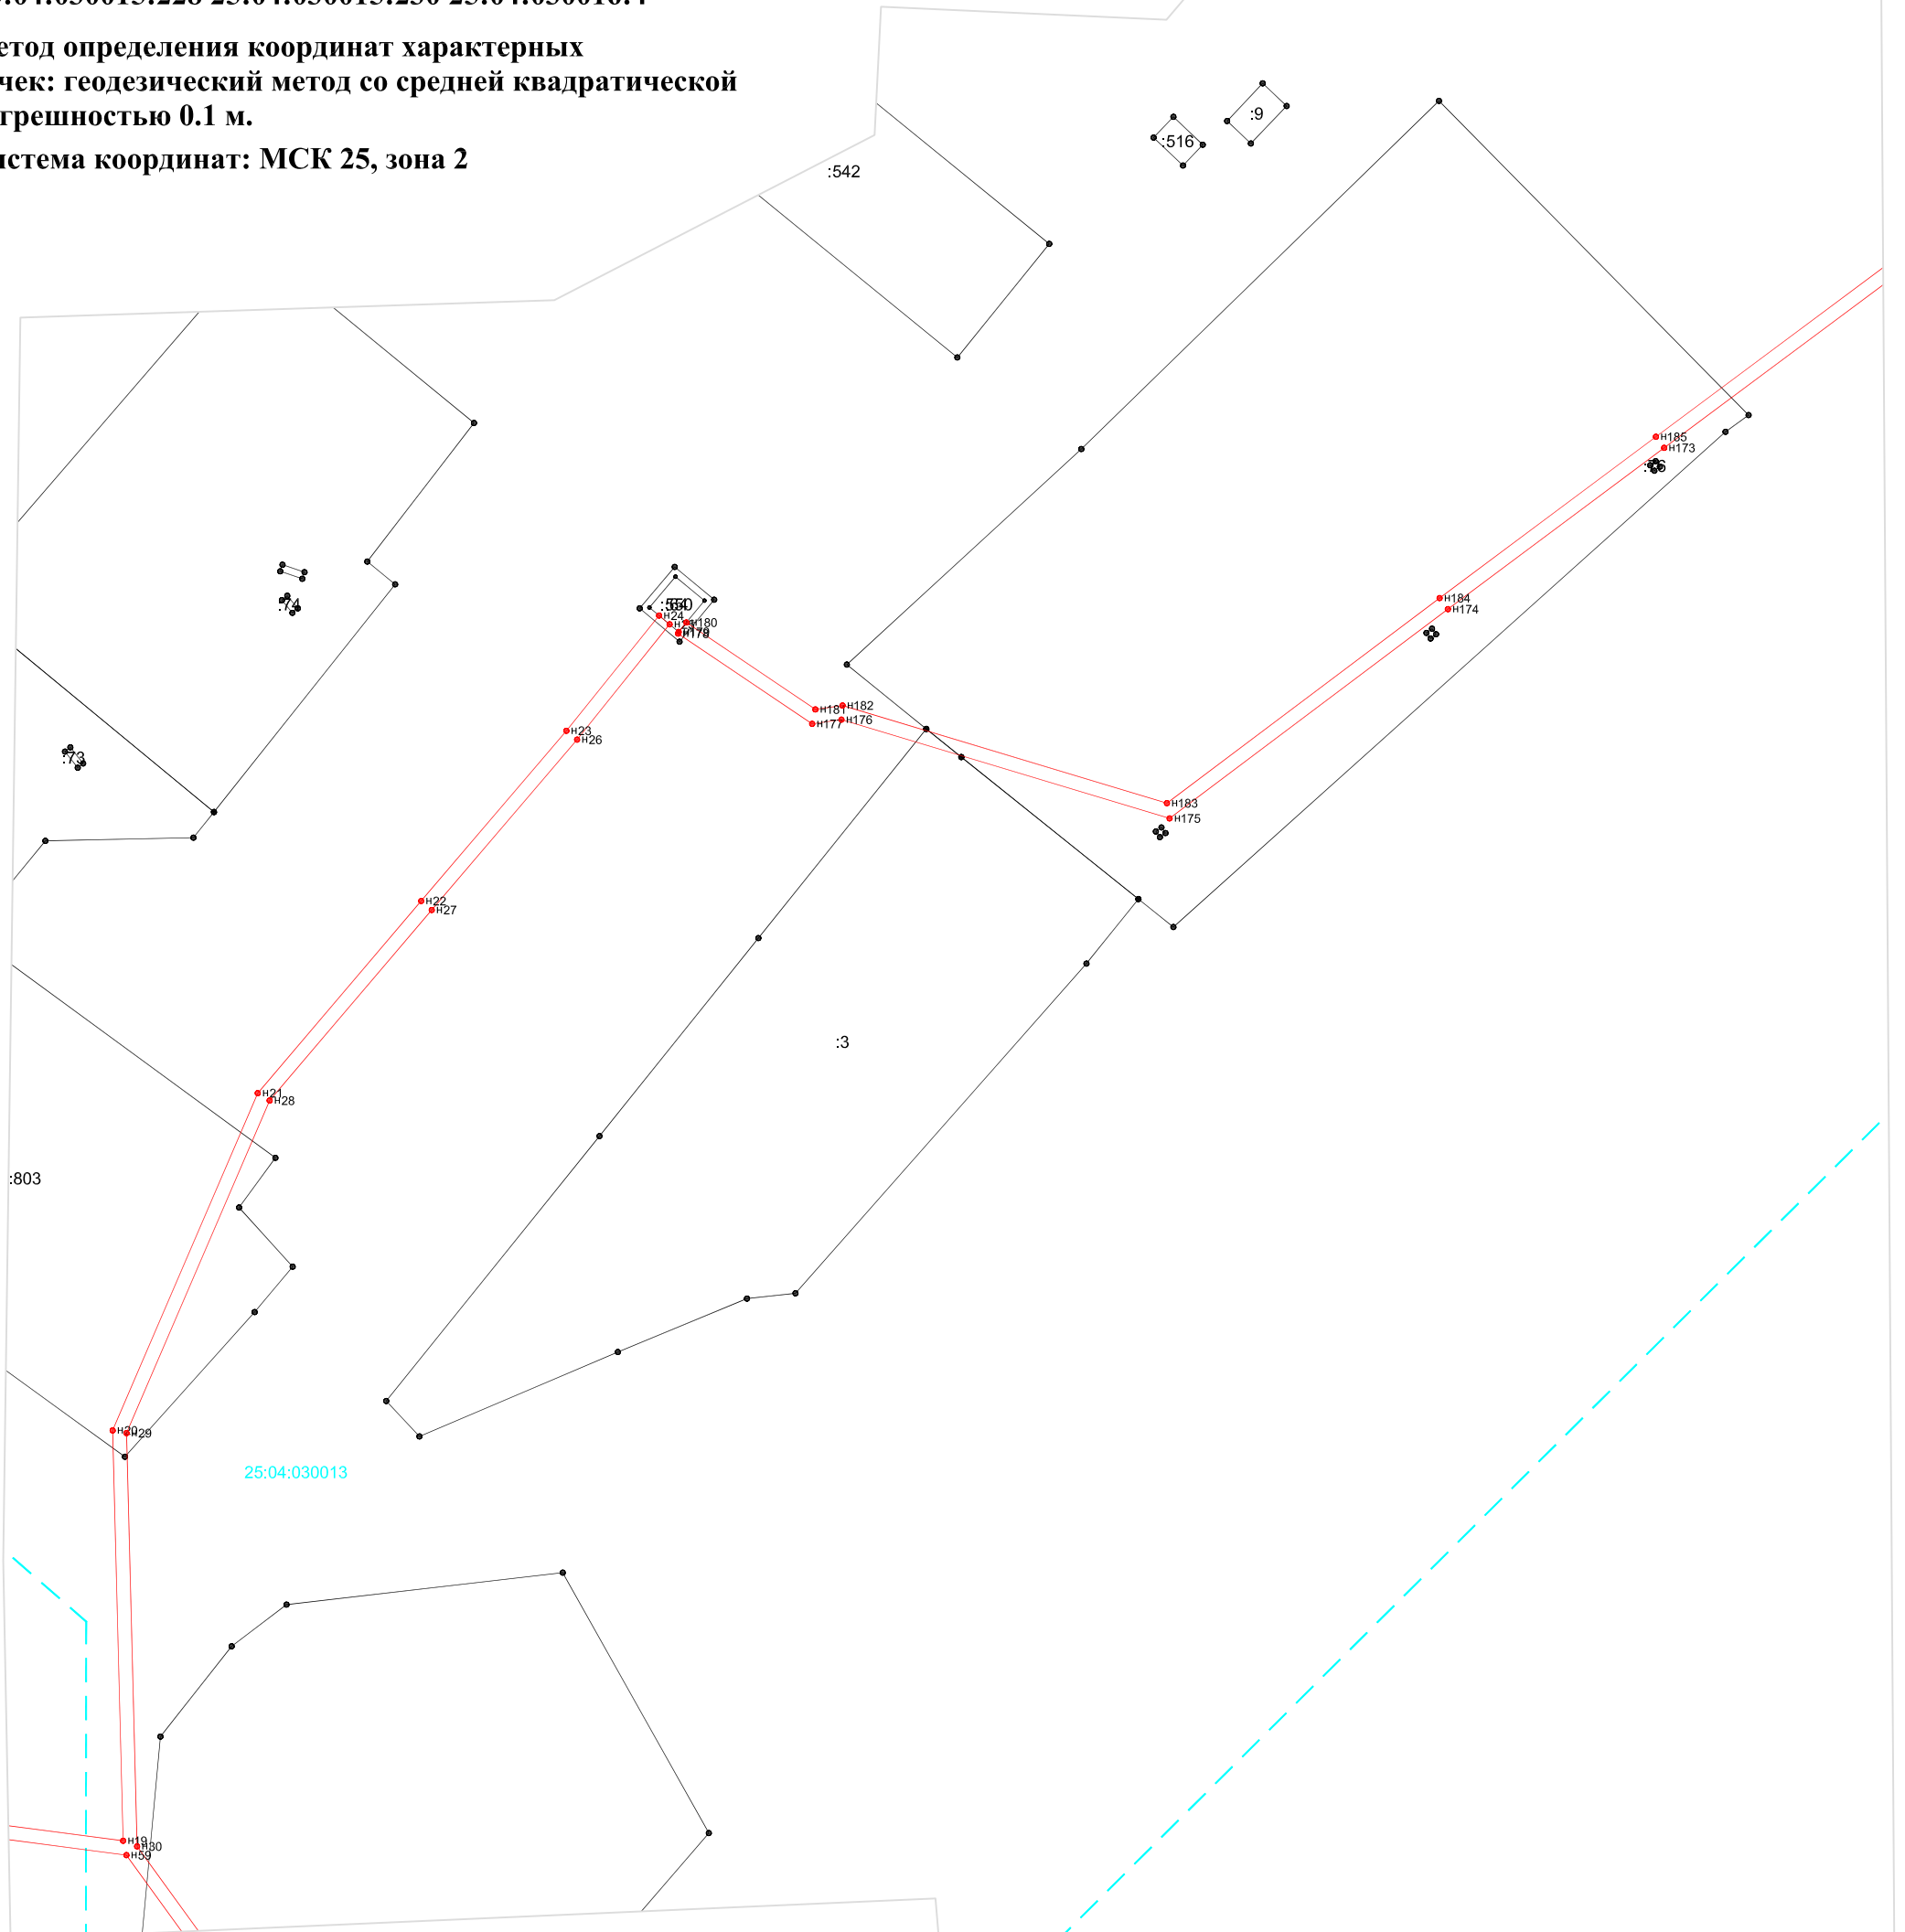 етод определения координат характерных
чек: геодезический метод со средней квадратической
грешностью 0.1 м.
истема координат: МСК 25, зона 2
:9
:516
:542
н185
н173
:74
н184
н174
н24
н180
н178
н181
н182
н177
н176
н23
н26
:73
н183
н175
н22
н27
:3
н21
н28
:803
н20
н29
25:04:030013
н19
н30
н59